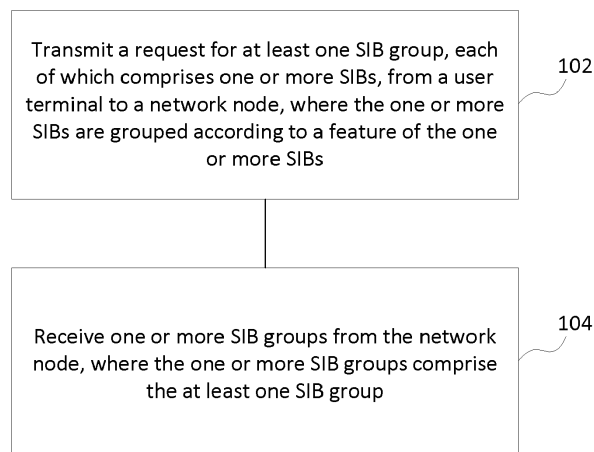 Transmit a request for at least one SIB group, each
of which comprises one or more SIBs, from a user
terminal to a network node, where the one or more
SIBs are grouped according to a feature of the one
or more SIBs
102
Receive one or more SIB groups from the network
node, where the one or more SIB groups comprise
the at least one SIB group
104